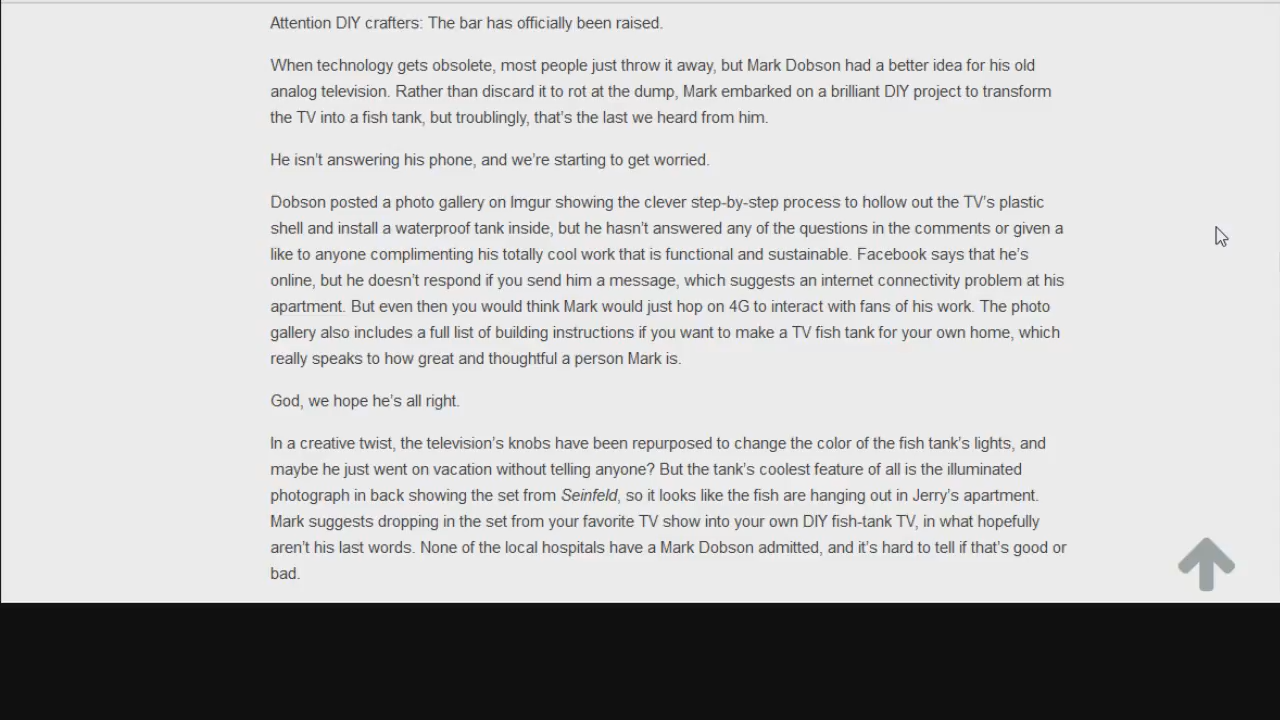 Attention DIY crafters: The bar has officially been raised.
When technology gets obsolete, most people just throw it away, but Mark Dobson had a better idea for his old
analog television. Rather than discard it to rot at the dump, Mark embarked on a brilliant DIY project to transform
the TV into a fish tank, but troublingly, that’s the last we heard from him.
He isn’t answering his phone, and we’re starting to get worried.
Dobson posted a photo gallery on Imgur showing the clever step-by-step process to hollow out the TV’s plastic
shell and install a waterproof tank inside, but he hasn’t answered any of the questions in the comments or given a
like to anyone complimenting his totally cool work that is functional and sustainable. Facebook says that he’s
online, but he doesn’t respond if you send him a message, which suggests an internet connectivity problem at his
apartment. But even then you would think Mark would just hop on 4G to interact with fans of his work. The photo
gallery also includes a full list of building instructions if you want to make a TV fish tank for your own home, which
really speaks to how great and thoughtful a person Mark is.
God, we hope he’s all right.
In a creative twist, the television’s knobs have been repurposed to change the color of the fish tank’s lights, and
maybe he just went on vacation without telling anyone? But the tank’s coolest feature of all is the illuminated
photograph in back showing the set from Seinfeld, so it looks like the fish are hanging out in Jerry’s apartment.
Mark suggests dropping in the set from your favorite TV show into your own DIY fish-tank TV, in what hopefully
aren’t his last words. None of the local hospitals have a Mark Dobson admitted, and it’s hard to tell if that’s good or
bad.